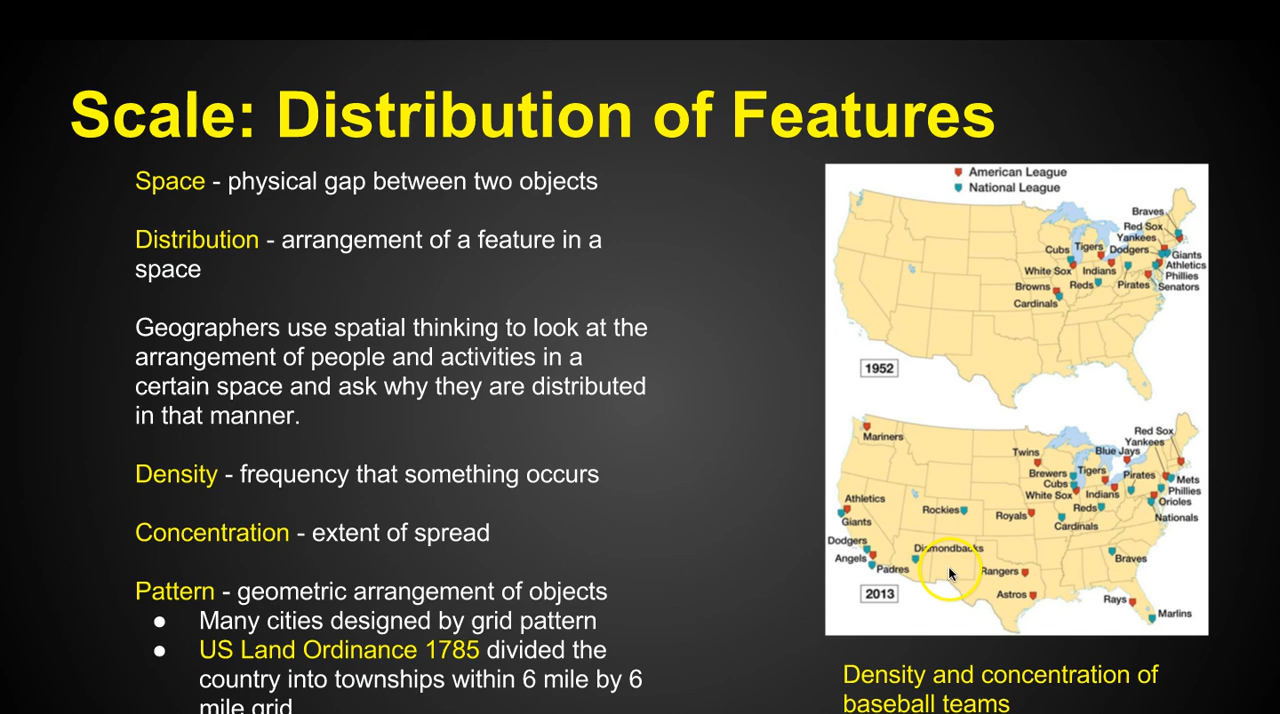 Scale: Distribution of Features
Space - physical gap between two objects
Distribution - arrangement of a feature in a
space
Geographers use spatial thinking to look at the
arrangement of people and activities in a
certain space and ask why they are distributed
in that manner.
Density - frequency that something occurs
Concentration - extent of spread
Pattern - geometric arrangement of objects
● Many cities designed by grid pattern
● US Land Ordinance 1785 divided the
country into townships within 6 mile by 6
mile grid
American League
National League
Braves
Red Sox
Yankees
Cubs Tigers Dodgers
Giants
White Sox Indians Athletics
Phillies
Browns Reds Pirates Senators
Cardinals
1952
Mariners
Red Sox
Yankees
Twins Blue Jays
Brewers Tigers Pirates
Cubs Mets
White Sox Indians Phillies
Athletics Orioles
Rockies Royals Reds
Giants Cardinals Nationals
Dodgers Diamondbacks
Angels Braves
Padres Rangers
2013 Astros Rays
Marlins
Density and concentration of
baseball teams